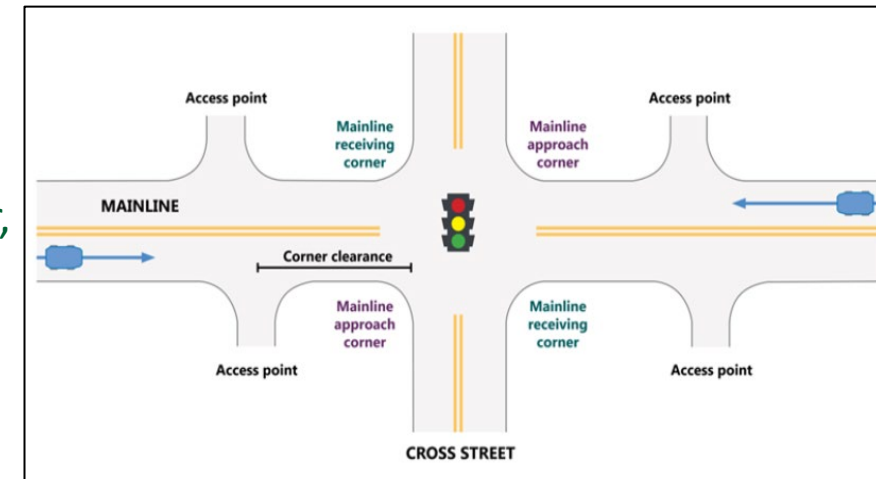 Access point
Access point
Mainline
receiving
corner
Mainline
approach
corner
MAINLINE
,
Corner clearance
Mainline
approach
corner
Mainline
receiving
corner
Access point
Access point
CROSS STREET